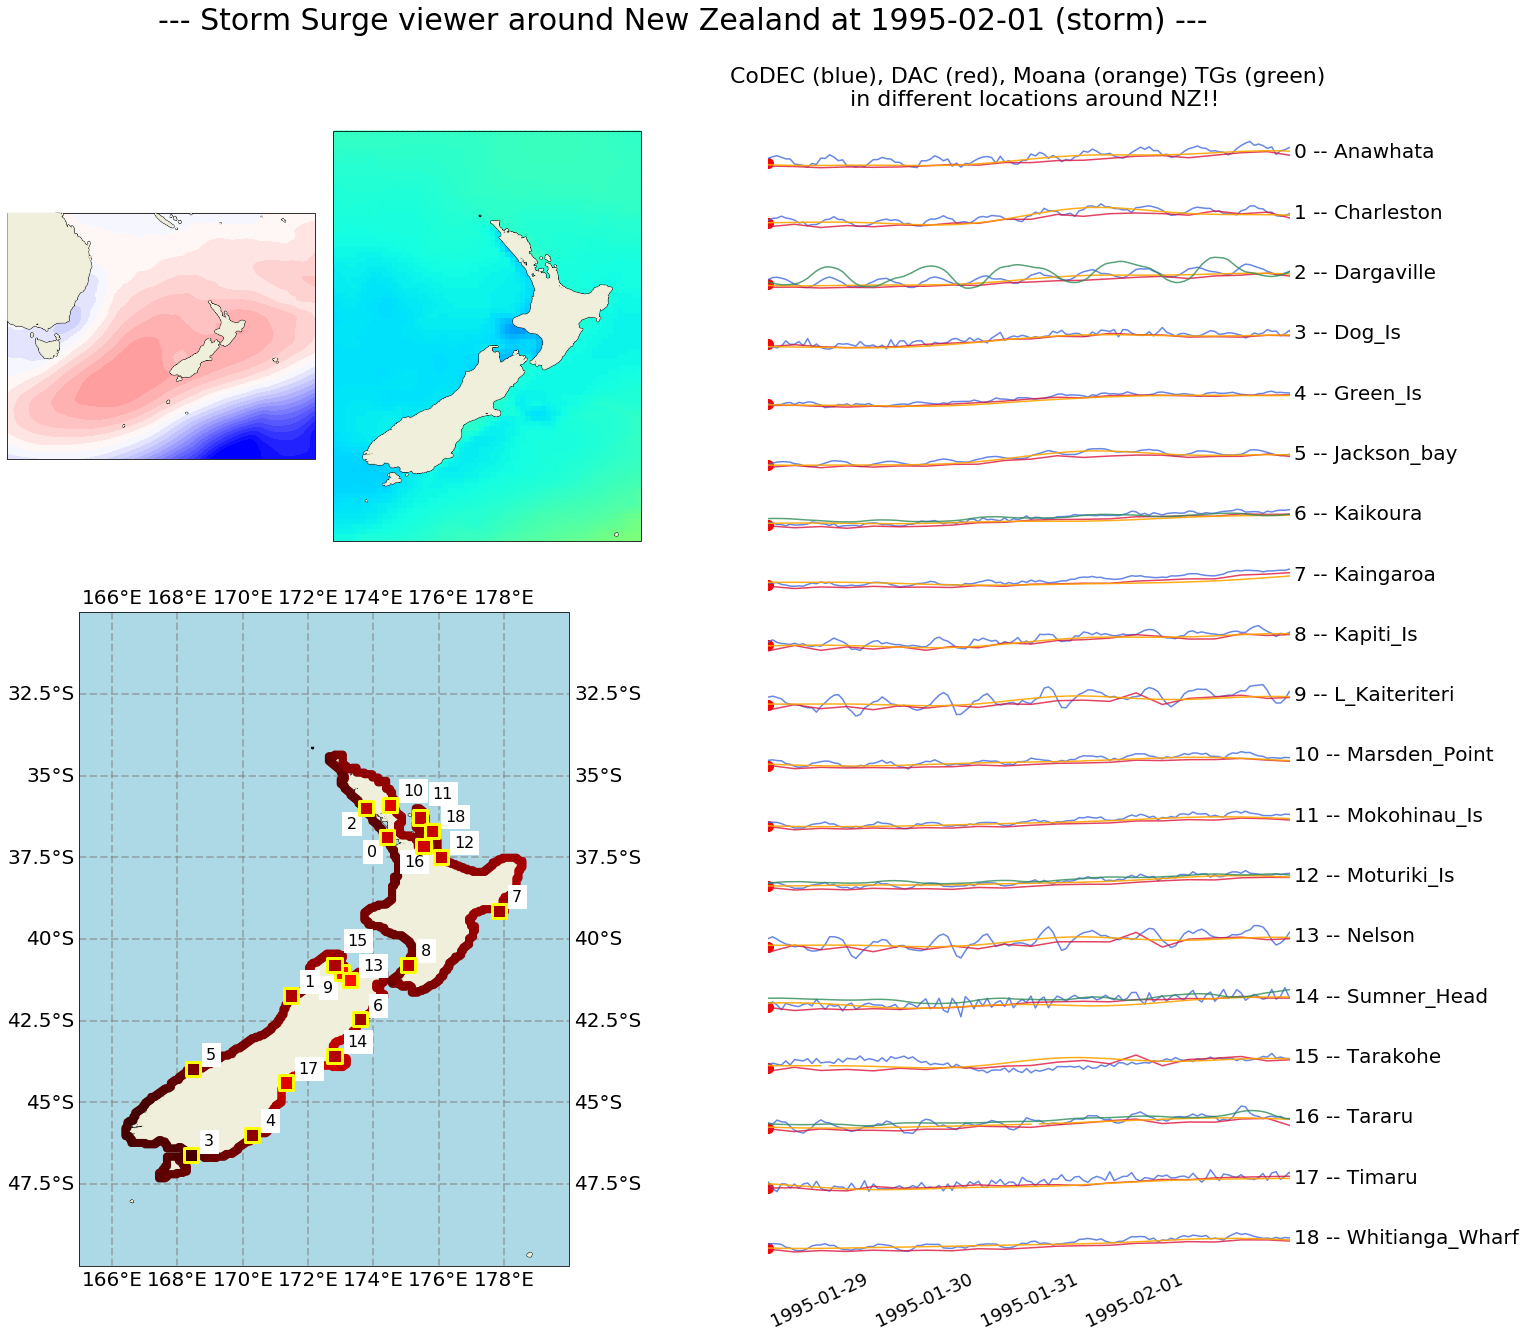 --- Storm Surge viewer around New Zealand at 1995-02-01 (storm) ---
CoDEC (blue), DAC (red), Moana (orange) TGs (green)
in different locations around NZ!!
0 -- Anawhata
1 -- Charleston
2 -- Dargaville
3 -- Dog_Is
4 -- Green_Is
5 -- Jackson_bay
6 -- Kaikoura
7 -- Kaingaroa
8 -- Kapiti_Is
9 -- L_Kaiteriteri
10 -- Marsden_Point
11 -- Mokohinau_Is
12 -- Moturiki_Is
13 -- Nelson
14 -- Sumner_Head
15 -- Tarakohe
16 -- Tararu
17 -- Timaru
18 -- Whitianga_Wharf
1995-01-29 1995-01-30 1995-01-31 1995-02-01
166°E 168°E 170°E 172°E 174°E 176°E 178°E
32.5°S 32.5°S
35°S 35°S
10 11
18
2
12
0
16
37.5°S 37.5°S
7
40°S 40°S
15
8
13
1
9
6
42.5°S 42.5°S
14
5
17
45°S 45°S
4
3
47.5°S 47.5°S
166°E 168°E 170°E 172°E 174°E 176°E 178°E